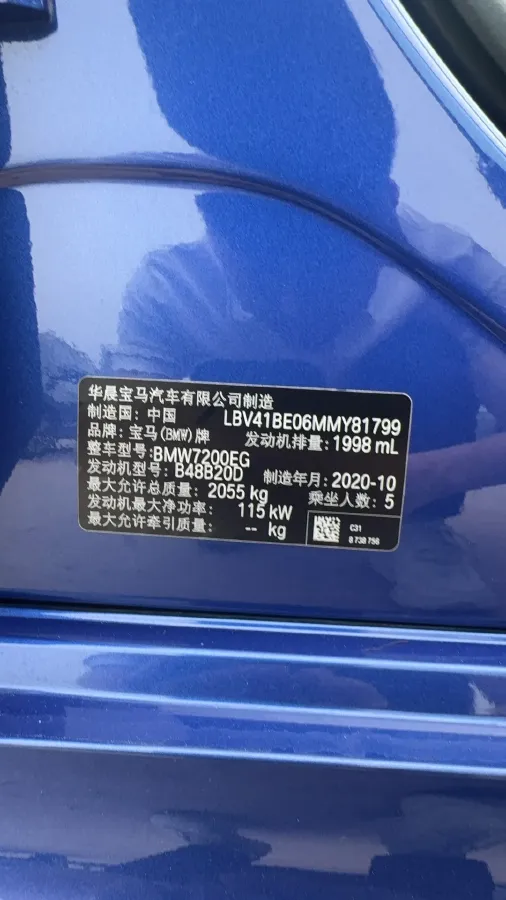 华晨宝马汽车有限公司制造
制造国：中国 LBV41BE06MMY81799
品牌：宝马(BMW)牌 发动机排量：1998 mL
整车型号：BMW7200EG
发动机型号：B48B20D 制造年月：2020-10
最大允许总质量：2055 kg 乘坐人数：5
发动机最大净功率：115 kW
最大允许牵引质量：-- kg
C31
8 738 756